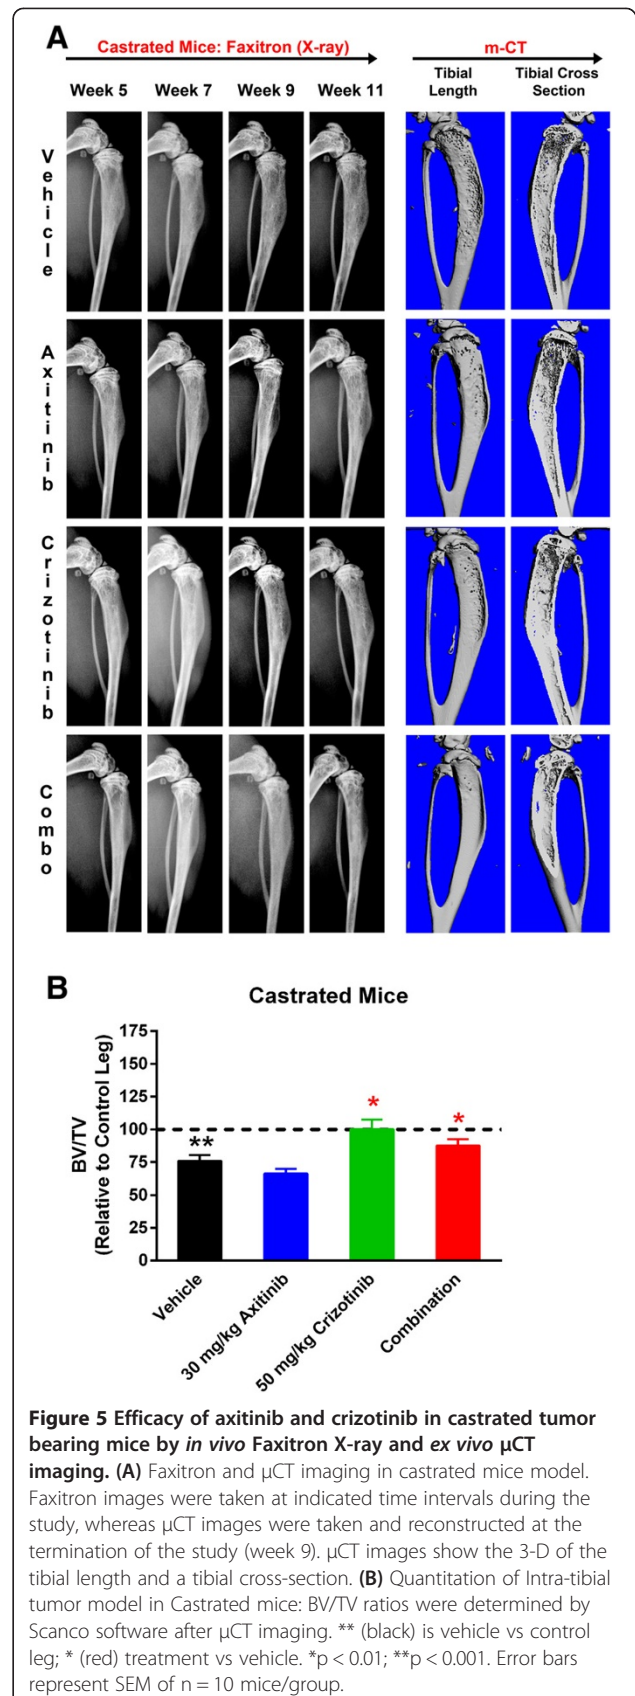 A
Castrated Mice: Faxitron (X-ray)
m-CT
Week 5
Week 7
Week 9
Week 11
Tibial
Length
Tibial Cross
Section
Vehicle
Axitinib
Crizotinib
Combo
B
Castrated Mice
BV/TV
(Relative to Control Leg)
175
150
125
100
75
50
25
0
**
*
*
Vehicle
30 mg/kg Axitinib
50 mg/kg Crizotinib
Combination
Figure 5 Efficacy of axitinib and crizotinib in castrated tumor
bearing mice by in vivo Faxitron X-ray and ex vivo μCT
imaging. (A) Faxitron and μCT imaging in castrated mice model.
Faxitron images were taken at indicated time intervals during the
study, whereas μCT images were taken and reconstructed at the
termination of the study (week 9). μCT images show the 3-D of the
tibial length and a tibial cross-section. (B) Quantitation of Intra-tibial
tumor model in Castrated mice: BV/TV ratios were determined by
Scanco software after μCT imaging. ** (black) is vehicle vs control
leg; * (red) treatment vs vehicle. *p < 0.01; **p < 0.001. Error bars
represent SEM of n = 10 mice/group.